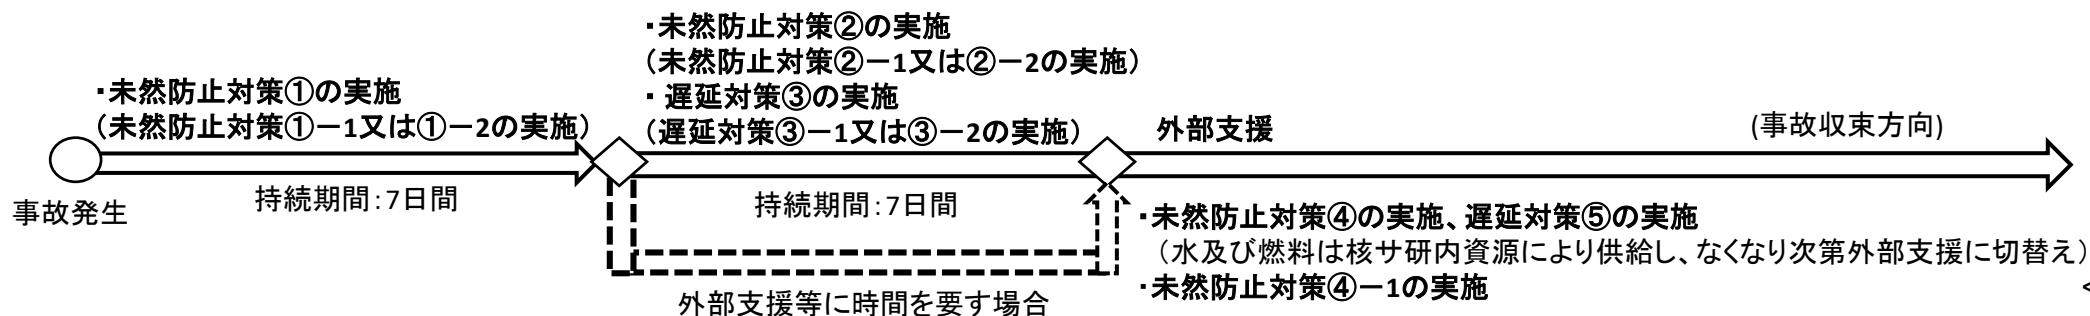 ・未然防止対策①の実施
(未然防止対策①－1又は①－2の実施)
・未然防止対策②の実施
(未然防止対策②－1又は②－2の実施)
・ 遅延対策③の実施
(遅延対策③－1又は③－2の実施)
外部支援
(事故収束方向)
事故発生
持続期間：7日間
持続期間：7日間
・未然防止対策④の実施、遅延対策⑤の実施
(水及び燃料は核サ研内資源により供給し、なくなり次第外部支援に切替え)
・未然防止対策④－1の実施
外部支援等に時間を要す場合
<